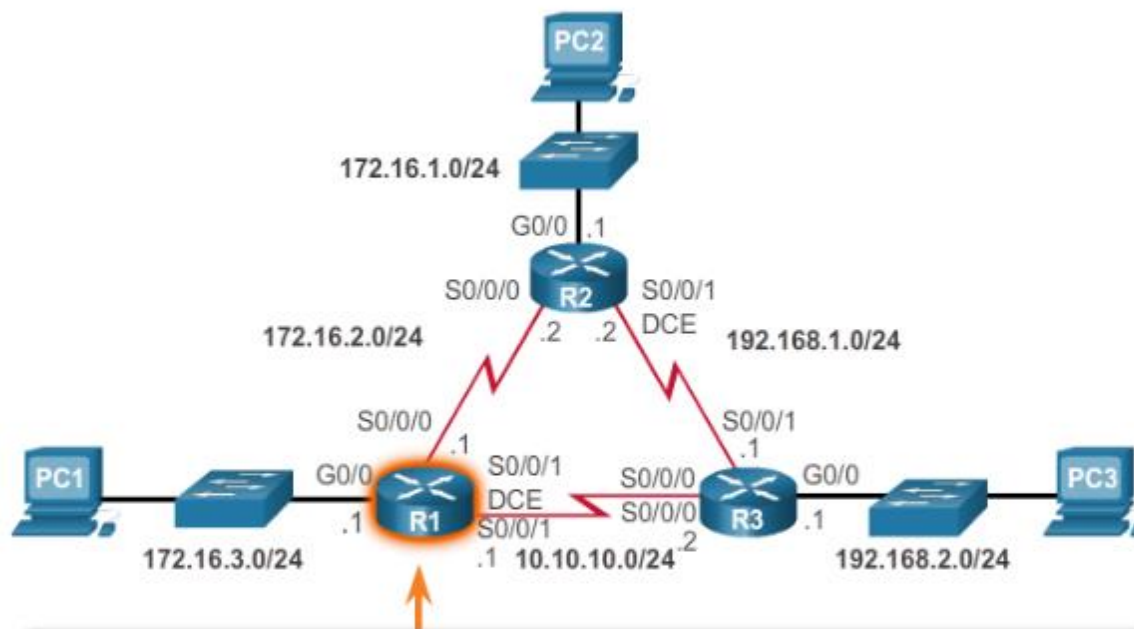 PC2
172.16.1.0/24
G0/0
.1
S0/0/0
R2
S0/0/1
DCE
.2
.2
172.16.2.0/24
192.168.1.0/24
S0/0/0
.1
S0/0/1
.1
PC1
G0/0
.1
R1
S0/0/1
DCE
S0/0/1
.1
172.16.3.0/24
10.10.10.0/24
S0/0/0
S0/0/0
.2
R3
G0/0
.1
192.168.2.0/24
PC3